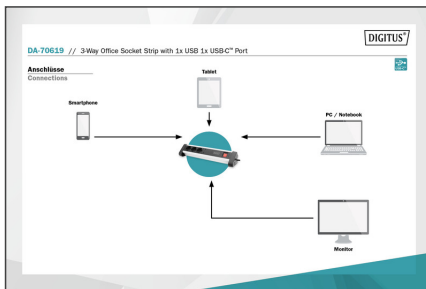 DIGITUS®
DA-70619 // 3-Way Office Socket Strip with 1x USB 1x USB-C™ Port
Anschlüsse
Connections
Tablet
Smartphone
PC / Notebook
Monitor